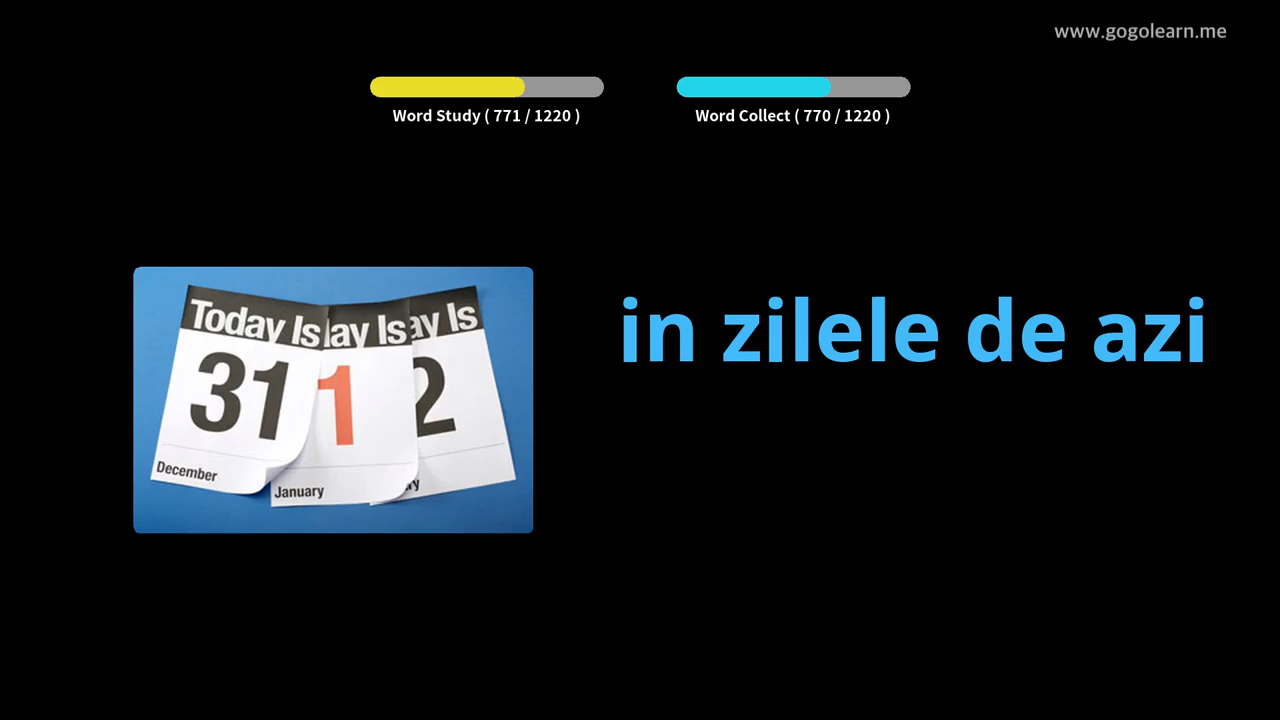 www.gogolearn.me
Word Study ( 771 / 1220 )
Word Collect ( 770 / 1220 )
in zilele de azi
Today Is
31
December
ay Is
1
January
ay Is
2
ry